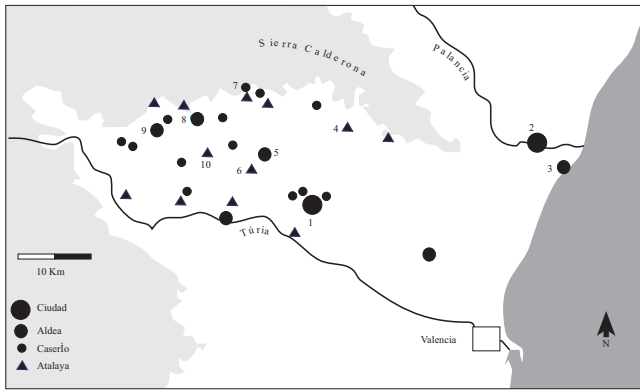 Sierra Calderona
Palancia
7
8
9
4
2
3
5
10
6
1
Túria
10 Km
Ciudad
Aldea
Caserÿo
Atalaya
Valencia
N